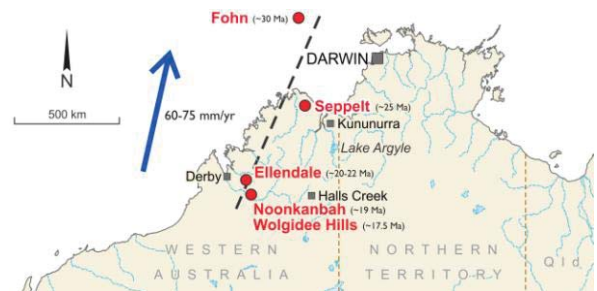 Fohn (~30 Ma)
DARWIN
N
500 km
60-75 mm/yr
Seppelt (~25 Ma)
Kununurra
Lake Argyle
Derby
Ellendale (~20-22 Ma)
Halls Creek
Noonkanbah (~19 Ma)
Wolgidee Hills (~17.5 Ma)
WESTERN
AUSTRALIA
NORTHERN
TERRITORY
Qld.